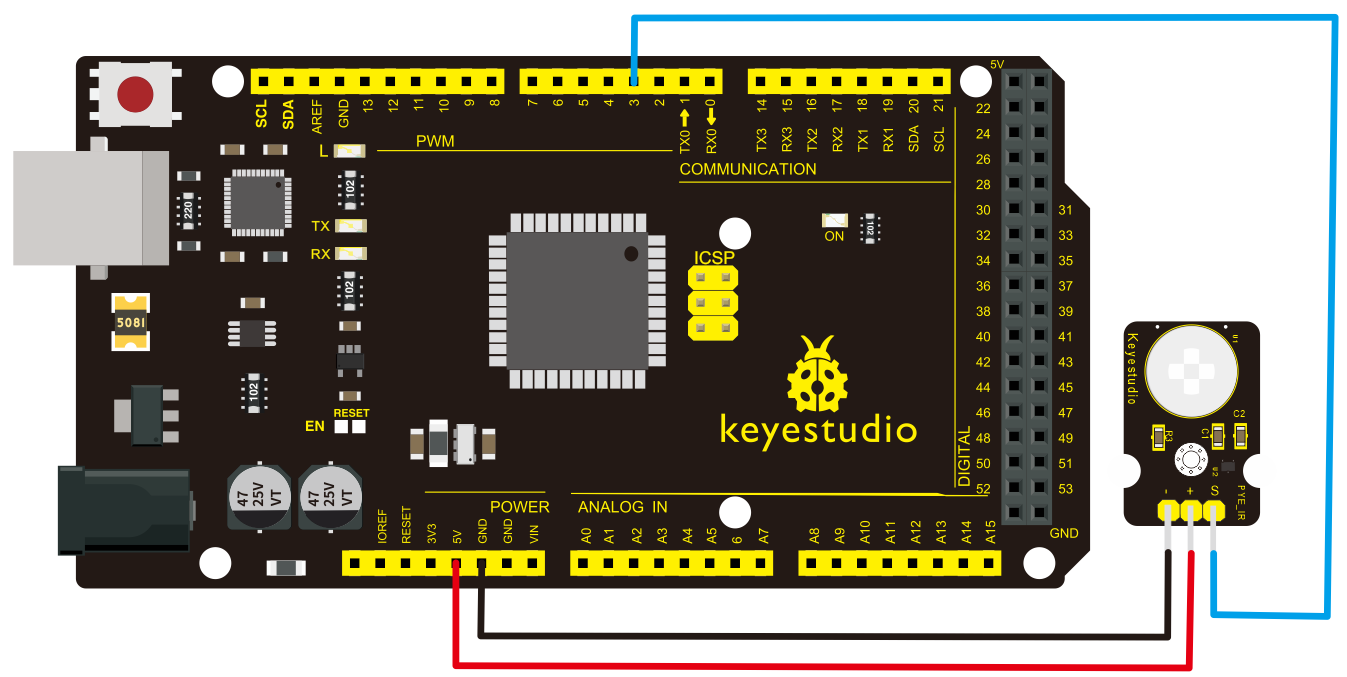 5V
SCL
SDA
AREF
GND
13
12
11
10
9
8
7
6
5
4
3
2
1
0
TX0
RX0
14
15
16
17
18
19
20
21
TX3
RX3
TX2
RX2
TX1
RX1
SDA
SCL
PWM
COMMUNICATION
L
TX
RX
220
102
102
102
102
5081
ON
ICSP
22
24
26
28
30 31
32 33
34 35
36 37
38 39
40 41
42 43
44 45
46 47
48 49
50 51
52 53
GND
DIGITAL
keyestudio
RESET
EN
47
25V
VT
47
25V
VT
POWER
ANALOG IN
IOREF
RESET
3V3
5V
GND
GND
VIN
A0
A1
A2
A3
A4
A5
6
A7
A8
A9
A10
A11
A12
A13
A14
A15
Keyestudio
U1
R3
C1
C2
U2
- + S
PYE_IR